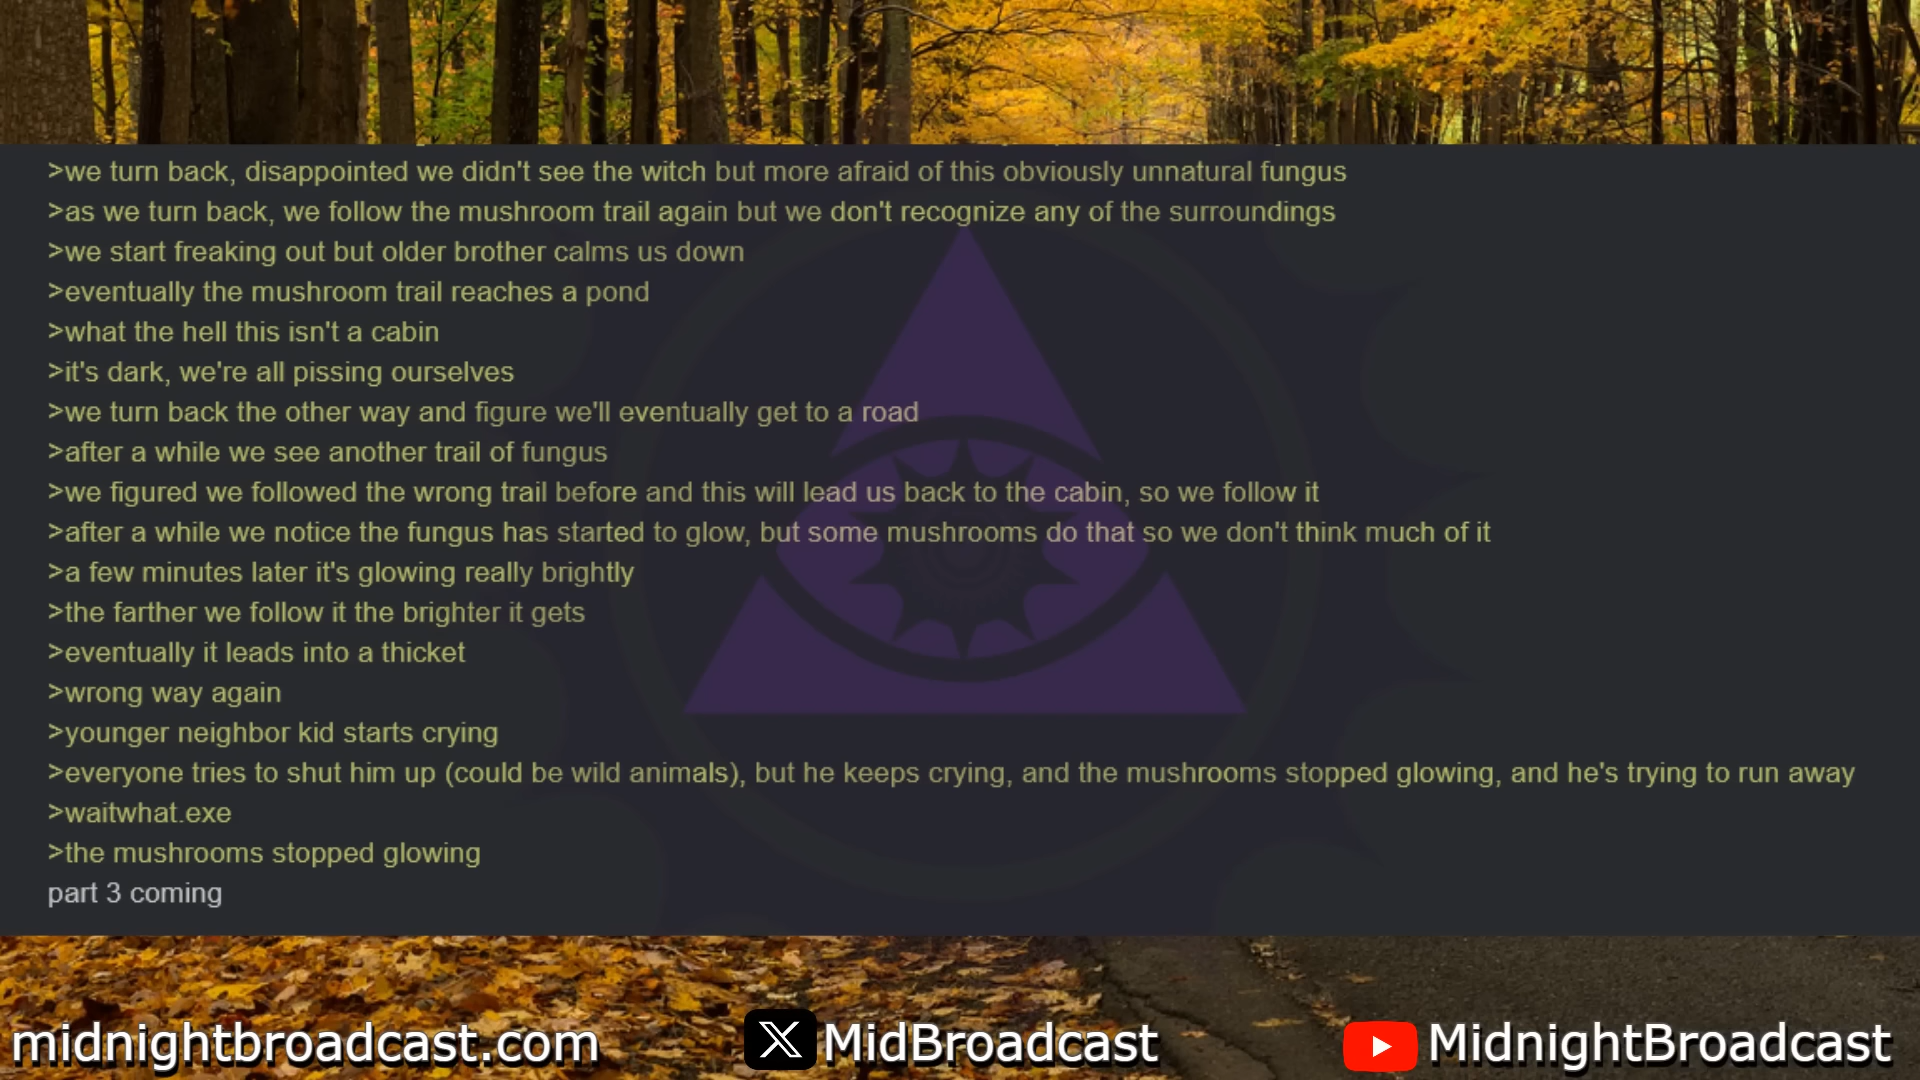 >we turn back, disappointed we didn't see the witch but more afraid of this obviously unnatural fungus
>as we turn back, we follow the mushroom trail again but we don't recognize any of the surroundings
>we start freaking out but older brother calms us down
>eventually the mushroom trail reaches a pond
>what the hell this isn't a cabin
>it's dark, we're all pissing ourselves
>we turn back the other way and figure we'll eventually get to a road
>after a while we see another trail of fungus
>we figured we followed the wrong trail before and this will lead us back to the cabin, so we follow it
>after a while we notice the fungus has started to glow, but some mushrooms do that so we don't think much of it
>a few minutes later it's glowing really brightly
>the farther we follow it the brighter it gets
>eventually it leads into a thicket
>wrong way again
>younger neighbor kid starts crying
>everyone tries to shut him up (could be wild animals), but he keeps crying, and the mushrooms stopped glowing, and he's trying to run away
>waitwhat.exe
>the mushrooms stopped glowing
part 3 coming
midnightbroadcast.com
MidBroadcast
MidnightBroadcast